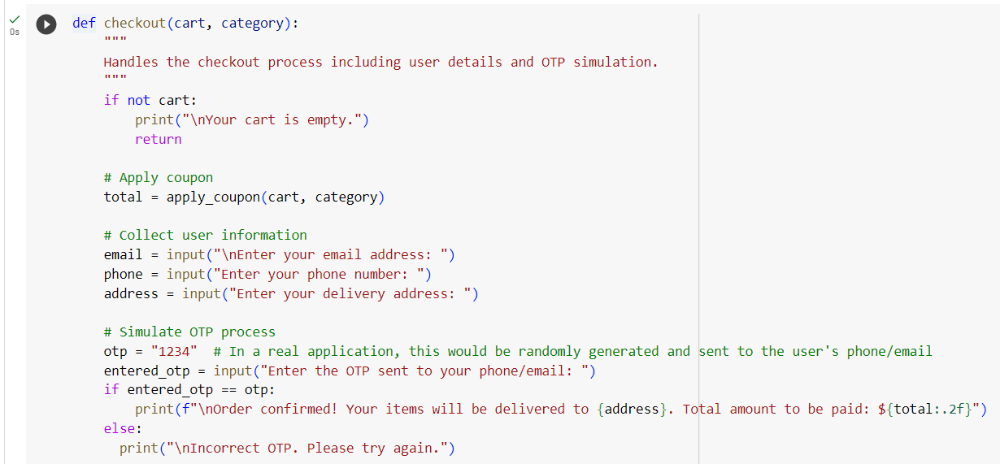 def checkout(cart, category):
    """
    Handles the checkout process including user details and OTP simulation.
    """
    if not cart:
        print("\nYour cart is empty.")
        return

    # Apply coupon
    total = apply_coupon(cart, category)

    # Collect user information
    email = input("\nEnter your email address: ")
    phone = input("Enter your phone number: ")
    address = input("Enter your delivery address: ")

    # Simulate OTP process
    otp = "1234"  # In a real application, this would be randomly generated and sent to the user's phone/email
    entered_otp = input("Enter the OTP sent to your phone/email: ")
    if entered_otp == otp:
        print(f"\nOrder confirmed! Your items will be delivered to {address}. Total amount to be paid: ${total:.2f}")
    else:
      print("\nIncorrect OTP. Please try again.")
0s